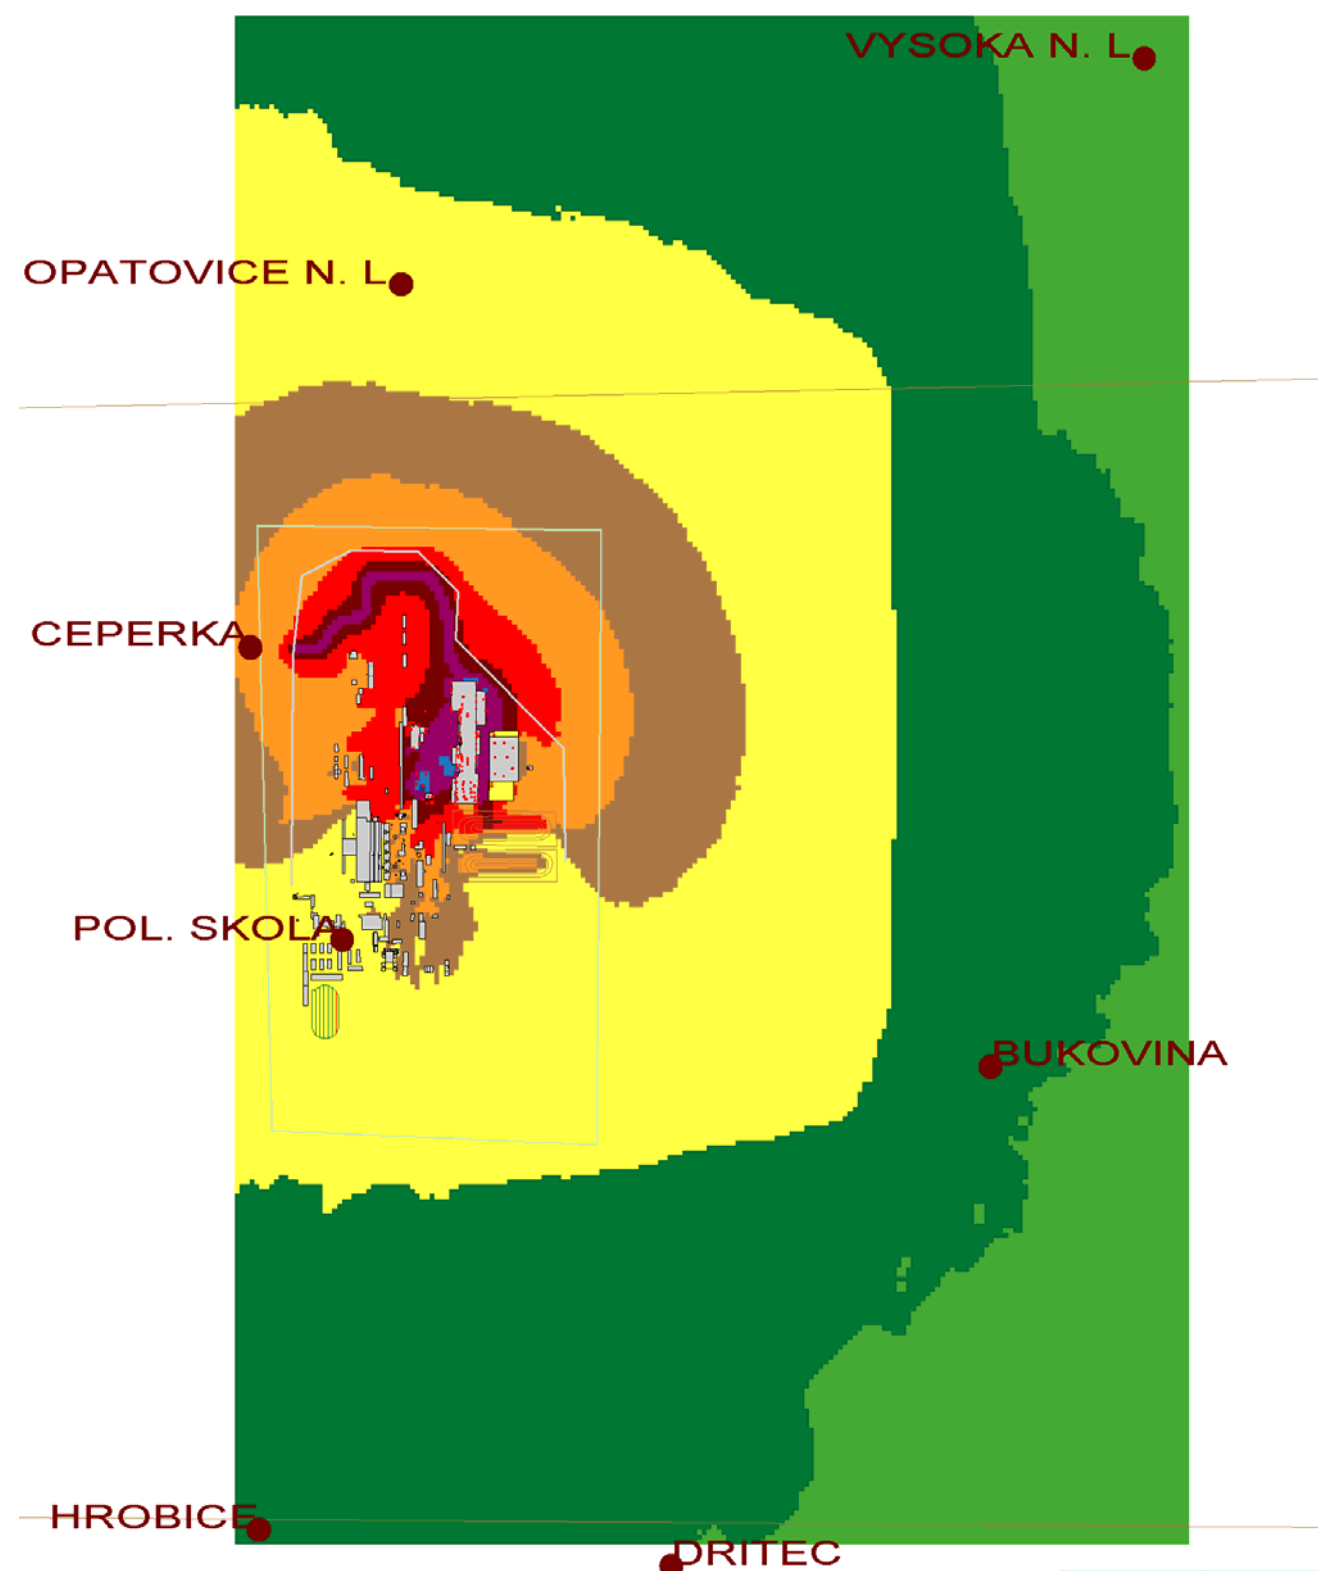 VYSOKA N. L.
OPATOVICE N. L.
CEPERKA
POL. SKOLA
BUKOVINA
HROBICE
DRITEC